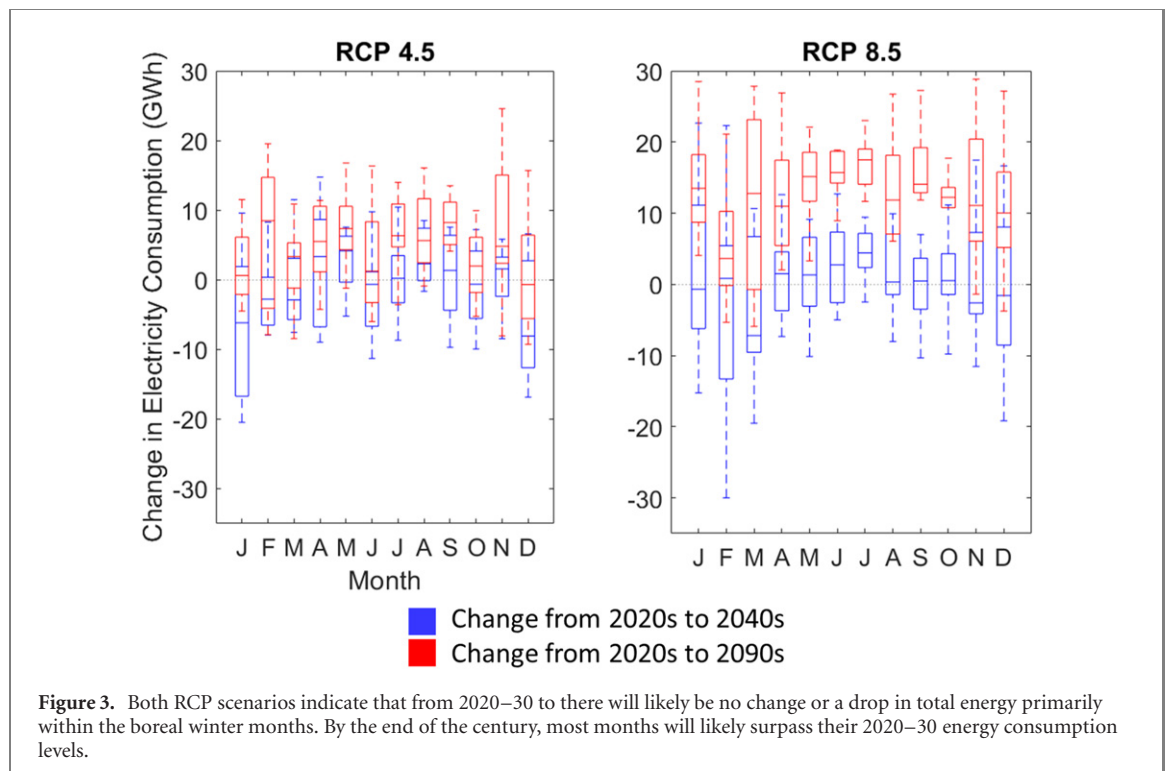 RCP 4.5
RCP 8.5
Change in Electricity Consumption (GWh)
30
20
10
0
-10
-20
-30
J F M A M J J A S O N D
Month
30
20
10
0
-10
-20
-30
J F M A M J J A S O N D
Change from 2020s to 2040s
Change from 2020s to 2090s
Figure 3. Both RCP scenarios indicate that from 2020–30 to there will likely be no change or a drop in total energy primarily
within the boreal winter months. By the end of the century, most months will likely surpass their 2020–30 energy consumption
levels.